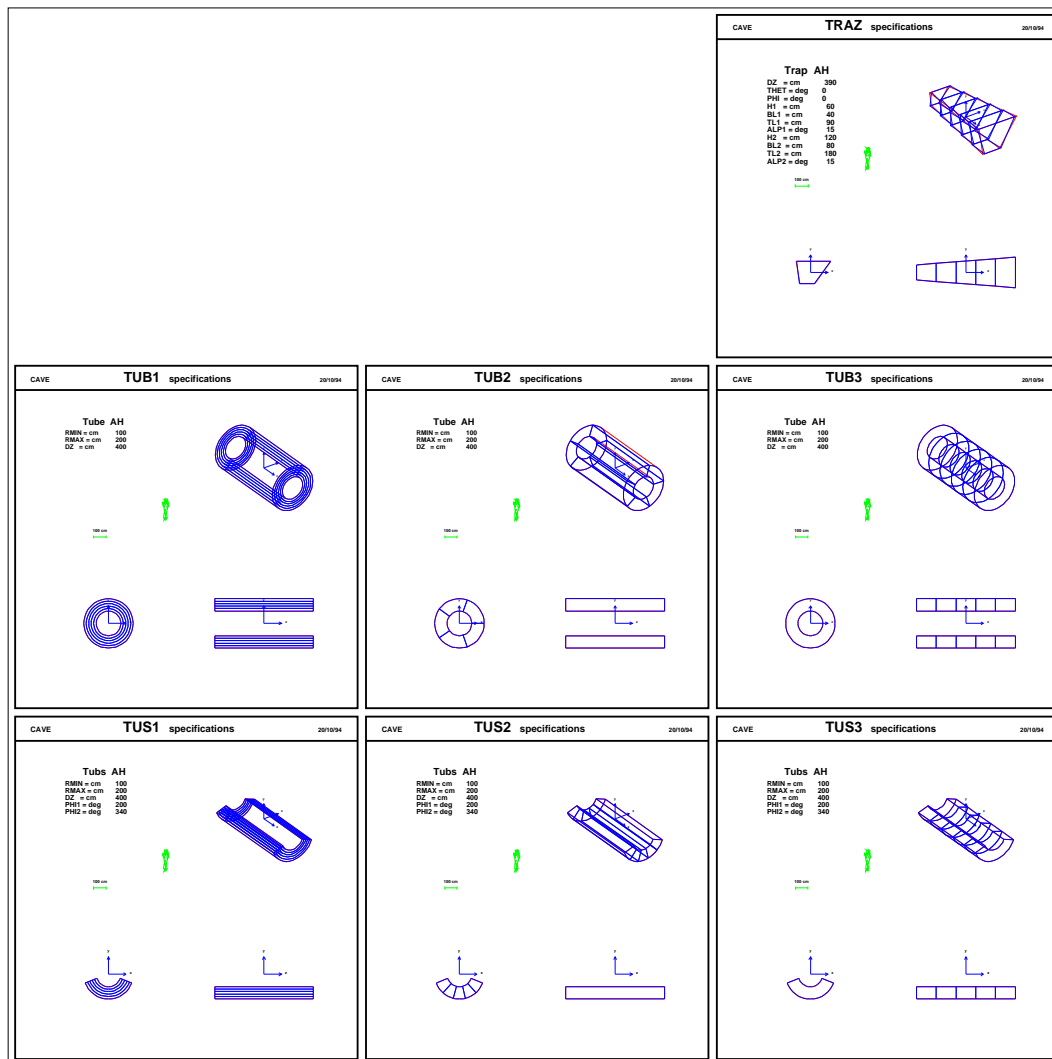 CAVE TRAZ specifications 20/10/94
Trap AH
DZ = cm 390
THET = deg 0
PHI = deg 0
H1 = cm 60
BL1 = cm 40
TL1 = cm 90
ALP1 = deg 15
H2 = cm 120
BL2 = cm 80
TL2 = cm 180
ALP2 = deg 15
100 cm
CAVE TUB1 specifications 20/10/94
Tube AH
RMIN = cm 100
RMAX = cm 200
DZ = cm 400
100 cm
CAVE TUB2 specifications 20/10/94
Tube AH
RMIN = cm 100
RMAX = cm 200
DZ = cm 400
100 cm
CAVE TUB3 specifications 20/10/94
Tube AH
RMIN = cm 100
RMAX = cm 200
DZ = cm 400
100 cm
CAVE TUS1 specifications 20/10/94
Tubs AH
RMIN = cm 100
RMAX = cm 200
DZ = cm 400
PHI1 = deg 200
PHI2 = deg 340
100 cm
CAVE TUS2 specifications 20/10/94
Tubs AH
RMIN = cm 100
RMAX = cm 200
DZ = cm 400
PHI1 = deg 200
PHI2 = deg 340
100 cm
CAVE TUS3 specifications 20/10/94
Tubs AH
RMIN = cm 100
RMAX = cm 200
DZ = cm 400
PHI1 = deg 200
PHI2 = deg 340
100 cm